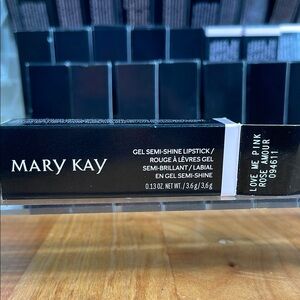 MARY KAY
GEL SEMI-SHINE LIPSTICK /
ROUGE À LÈVRES GEL
SEMI-BRILLANT / LABIAL
EN GEL SEMI-SHINE
0.13 OZ. NET WT. / 3,6 g / 3,6 g
LOVE ME PINK
ROSE AMOUR
094611